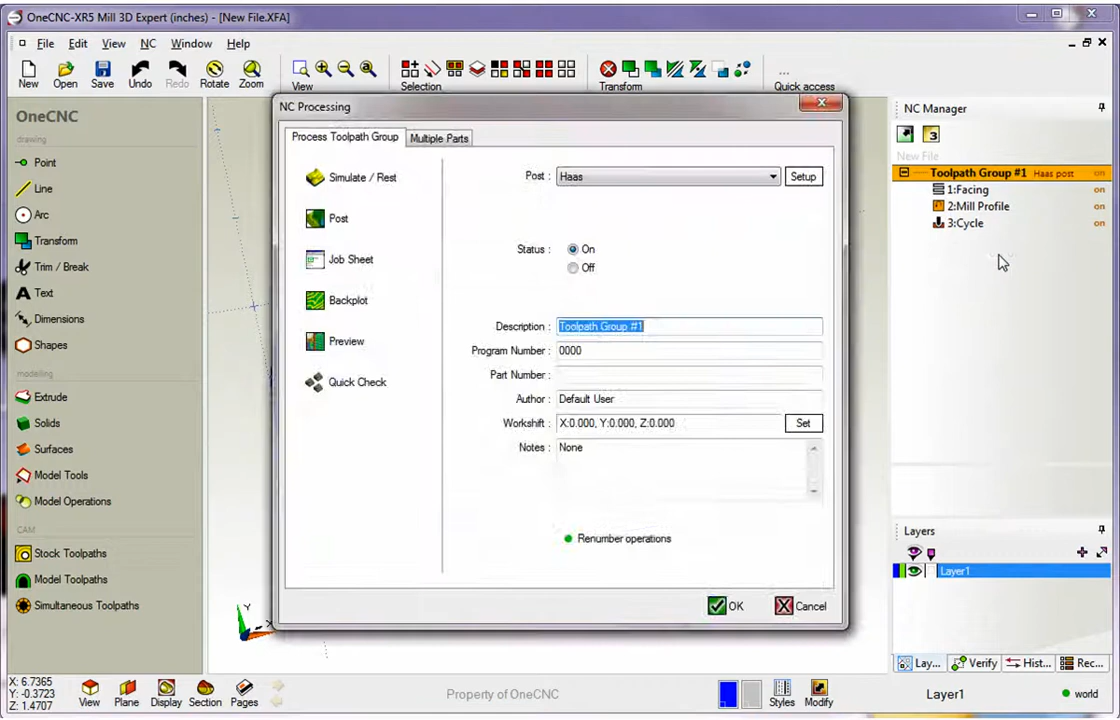 OneCNC-XR5 Mill 3D Expert (inches) - [New File.XFA]
File Edit View NC Window Help
New Open Save Undo Redo Rotate Zoom View Selection Transform ... Quick access
OneCNC
drawing
Point
Line
Arc
Transform
Trim / Break
Text
Dimensions
Shapes
modelling
Extrude
Solids
Surfaces
Model Tools
Model Operations
CAM
Stock Toolpaths
Model Toolpaths
Simultaneous Toolpaths
NC Processing
Process Toolpath Group Multiple Parts
Simulate / Rest
Post
Job Sheet
Backplot
Preview
Quick Check
Post : Haas Setup
Status : On
Off
Description : Toolpath Group #1
Program Number : 0000
Part Number :
Author : Default User
Workshift : X:0.000, Y:0.000, Z:0.000 Set
Notes : None
Renumber operations
OK Cancel
NC Manager
3
New File
Toolpath Group #1 Haas post on
1:Facing on
2:Mill Profile on
3:Cycle on
Layers
Layer1
Lay... Verify Hist... Rec...
Y
X
X: 6.7365
Y: -0.3723
Z: 1.4707
View Plane Display Section Pages
Property of OneCNC
Styles Modify
Layer1
world